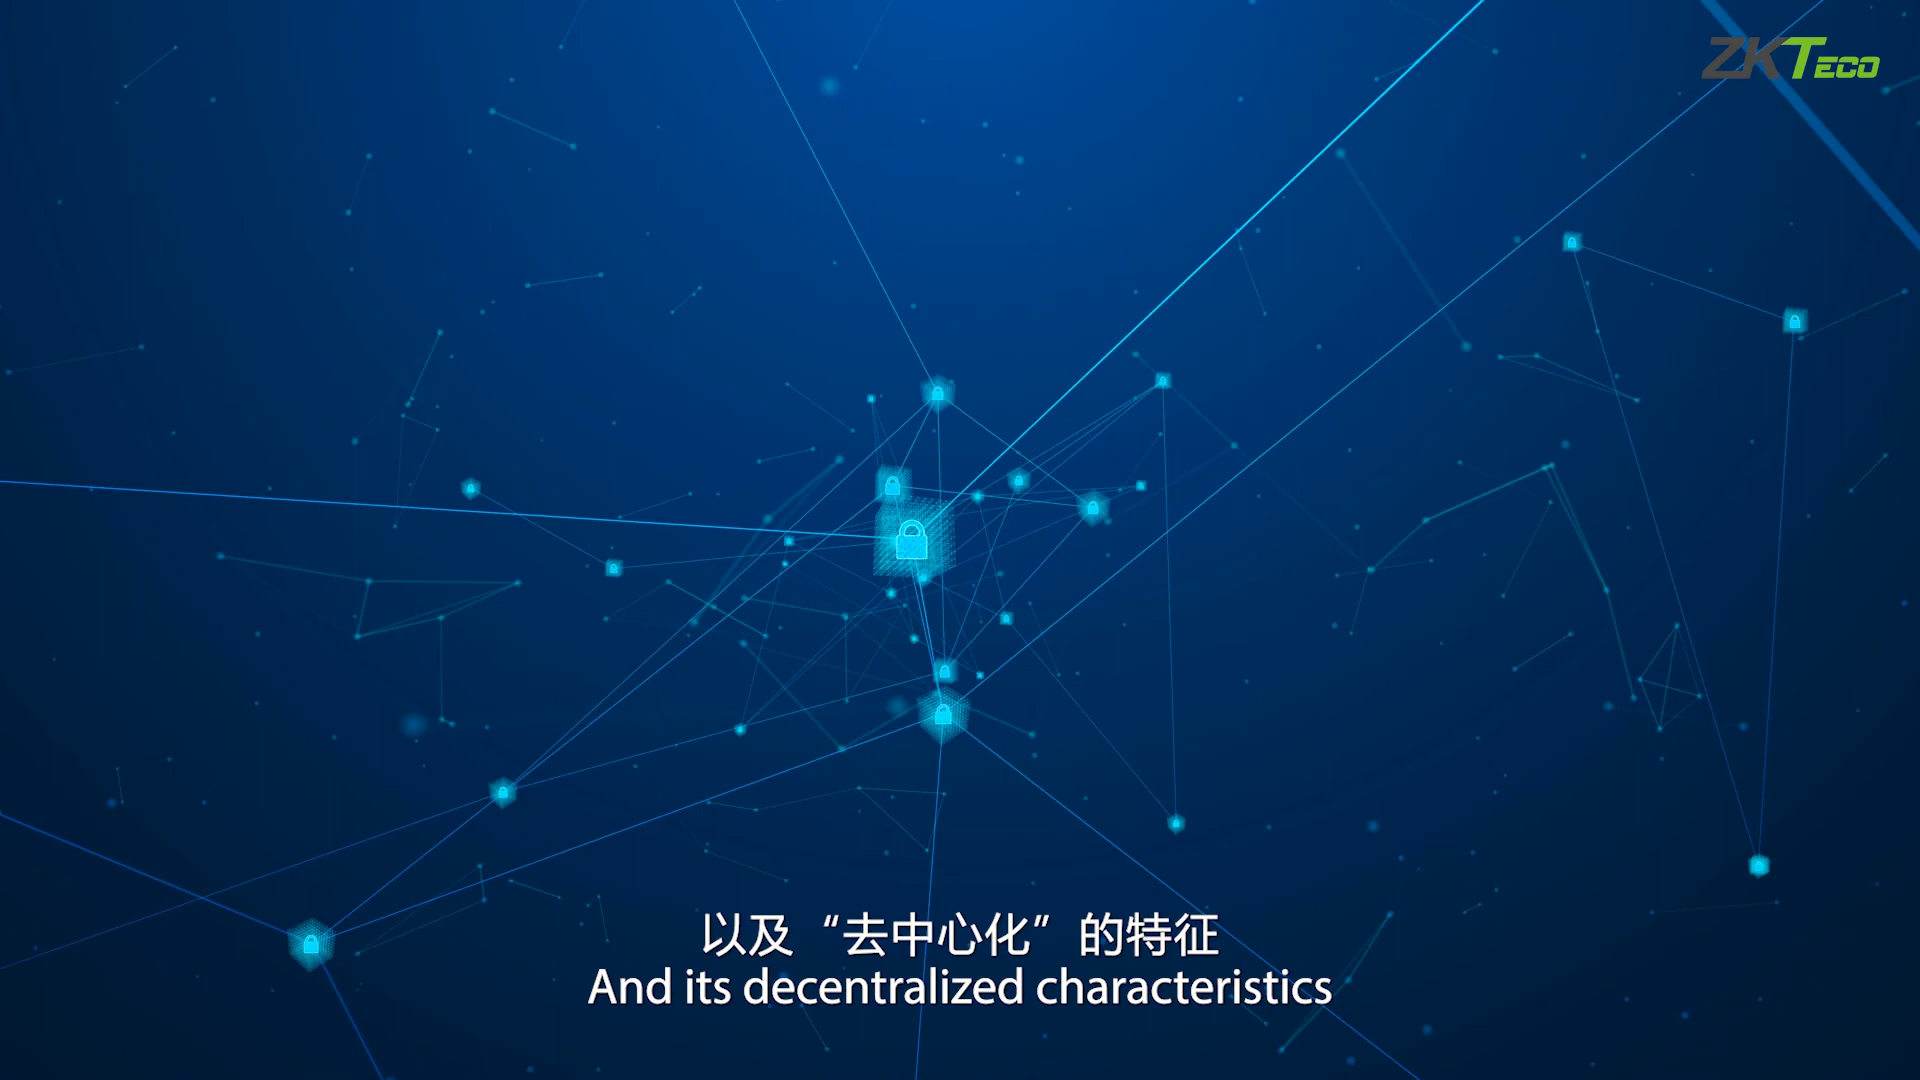 ZKTECO
以及“去中心化”的特征
And its decentralized characteristics